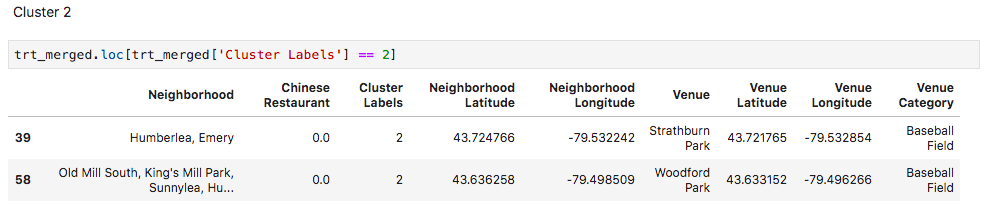 Cluster 2
trt_merged.loc[trt_merged['Cluster Labels'] == 2]
Neighborhood Chinese Restaurant Cluster Labels Neighborhood Latitude Neighborhood Longitude Venue Venue Latitude Venue Longitude Venue Category
39 Humberlea, Emery 0.0 2 43.724766 -79.532242 Strathburn Park 43.721765 -79.532854 Baseball Field
58 Old Mill South, King's Mill Park, Sunnylea, Hu... 0.0 2 43.636258 -79.498509 Woodford Park 43.633152 -79.496266 Baseball Field